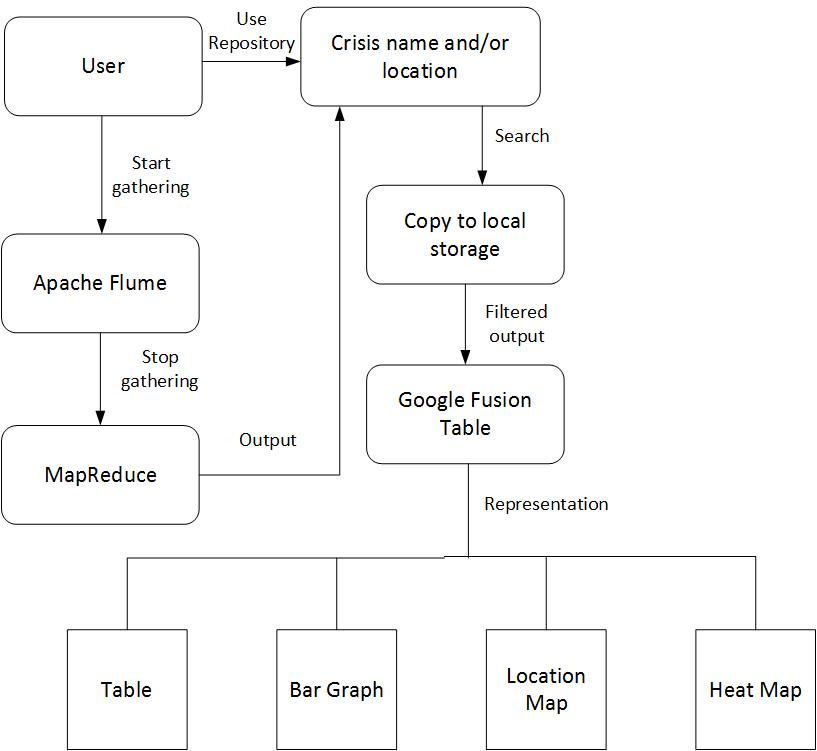 User
Use
Repository
Crisis name and/or
location
Start
gathering
Search
Apache Flume
Copy to local
storage
Stop
gathering
Filtered
output
MapReduce
Output
Google Fusion
Table
Representation
Table
Bar Graph
Location
Map
Heat Map